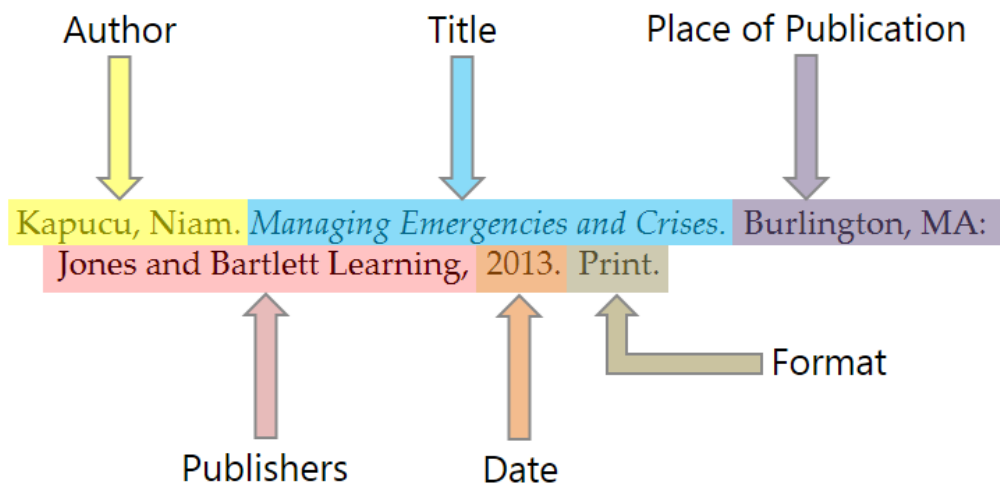 Author
Title
Place of Publication
Kapucu, Niam. Managing Emergencies and Crises. Burlington, MA:
Jones and Bartlett Learning, 2013. Print.
Format
Publishers
Date